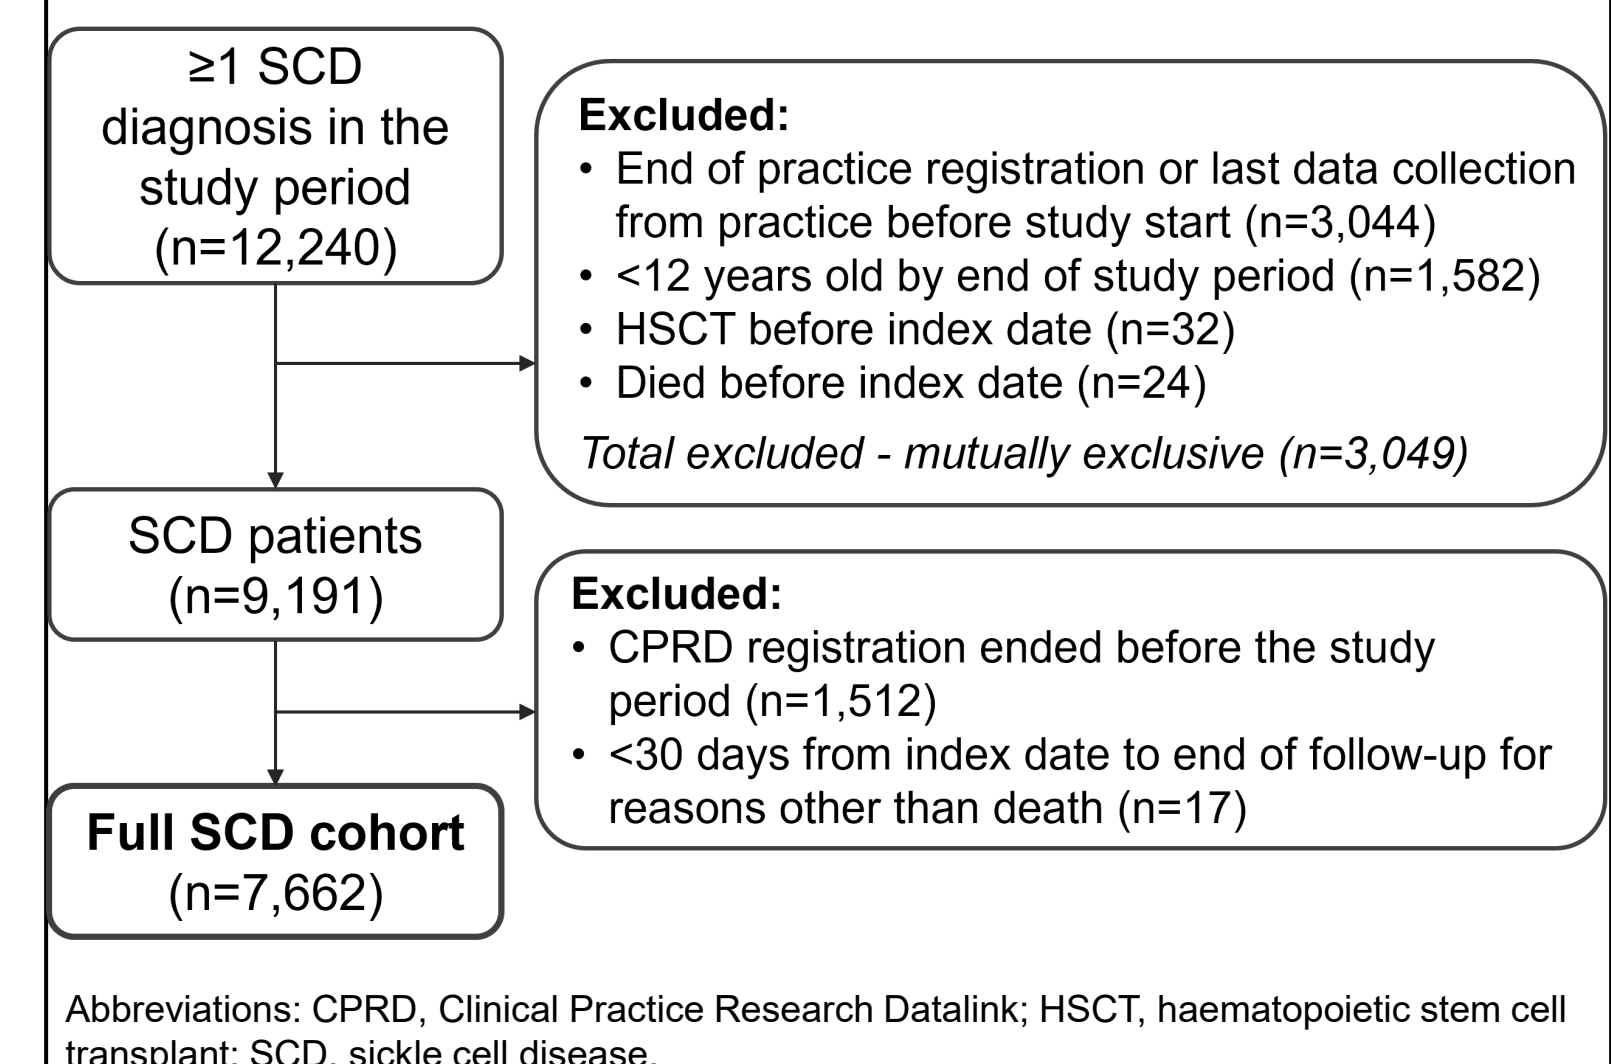 ≥1 SCD
diagnosis in the
study period
(n=12,240)
Excluded:
• End of practice registration or last data collection
from practice before study start (n=3,044)
• <12 years old by end of study period (n=1,582)
• HSCT before index date (n=32)
• Died before index date (n=24)
Total excluded - mutually exclusive (n=3,049)
SCD patients
(n=9,191)
Excluded:
• CPRD registration ended before the study
period (n=1,512)
• <30 days from index date to end of follow-up for
reasons other than death (n=17)
Full SCD cohort
(n=7,662)
Abbreviations: CPRD, Clinical Practice Research Datalink; HSCT, haematopoietic stem cell
transplant; SCD, sickle cell disease.